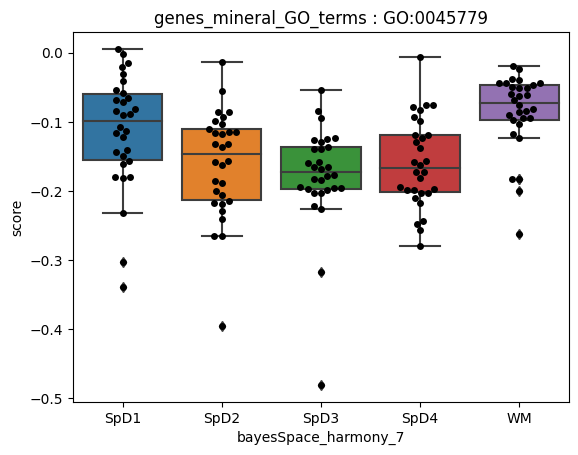 genes_mineral_GO_terms : GO:0045779
0.0
−0.1
−0.2
−0.3
−0.4
−0.5
score
SpD1 SpD2 SpD3 SpD4 WM
bayesSpace_harmony_7